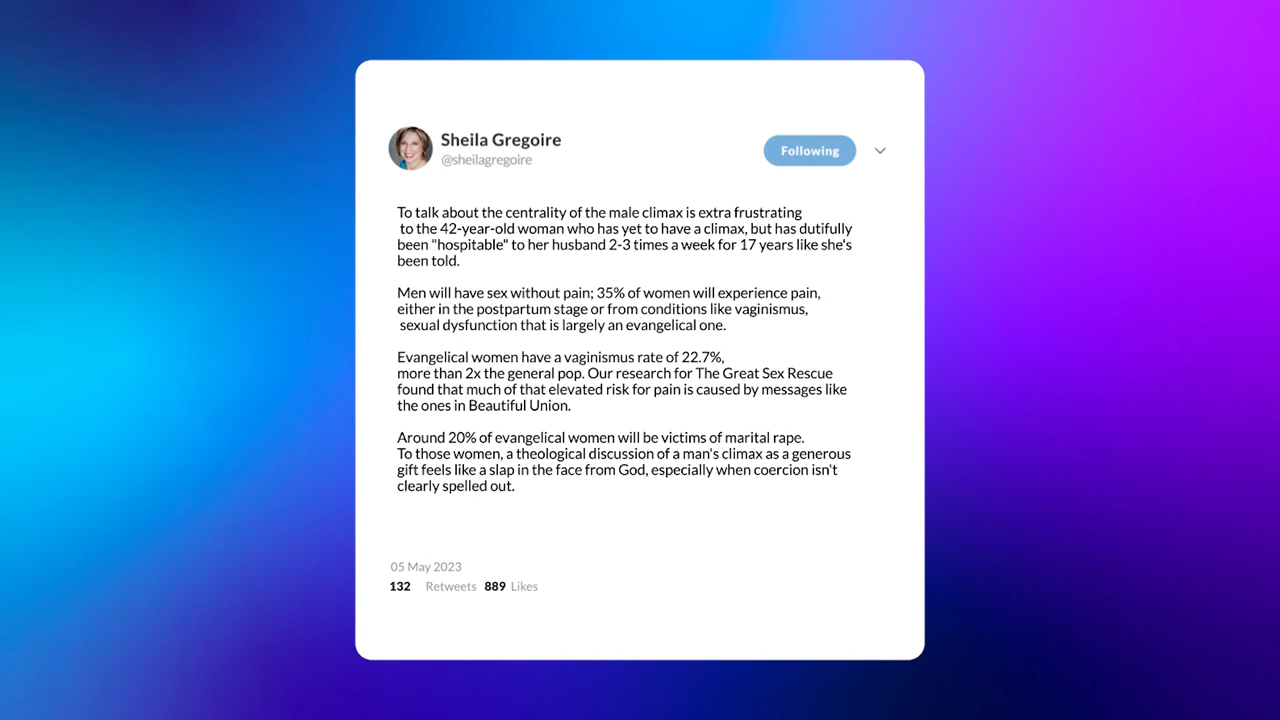 Sheila Gregoire
@sheilagregoire
Following
To talk about the centrality of the male climax is extra frustrating
to the 42-year-old woman who has yet to have a climax, but has dutifully
been "hospitable" to her husband 2-3 times a week for 17 years like she's
been told.
Men will have sex without pain; 35% of women will experience pain,
either in the postpartum stage or from conditions like vaginismus,
sexual dysfunction that is largely an evangelical one.
Evangelical women have a vaginismus rate of 22.7%,
more than 2x the general pop. Our research for The Great Sex Rescue
found that much of that elevated risk for pain is caused by messages like
the ones in Beautiful Union.
Around 20% of evangelical women will be victims of marital rape.
To those women, a theological discussion of a man's climax as a generous
gift feels like a slap in the face from God, especially when coercion isn't
clearly spelled out.
05 May 2023
132 Retweets 889 Likes